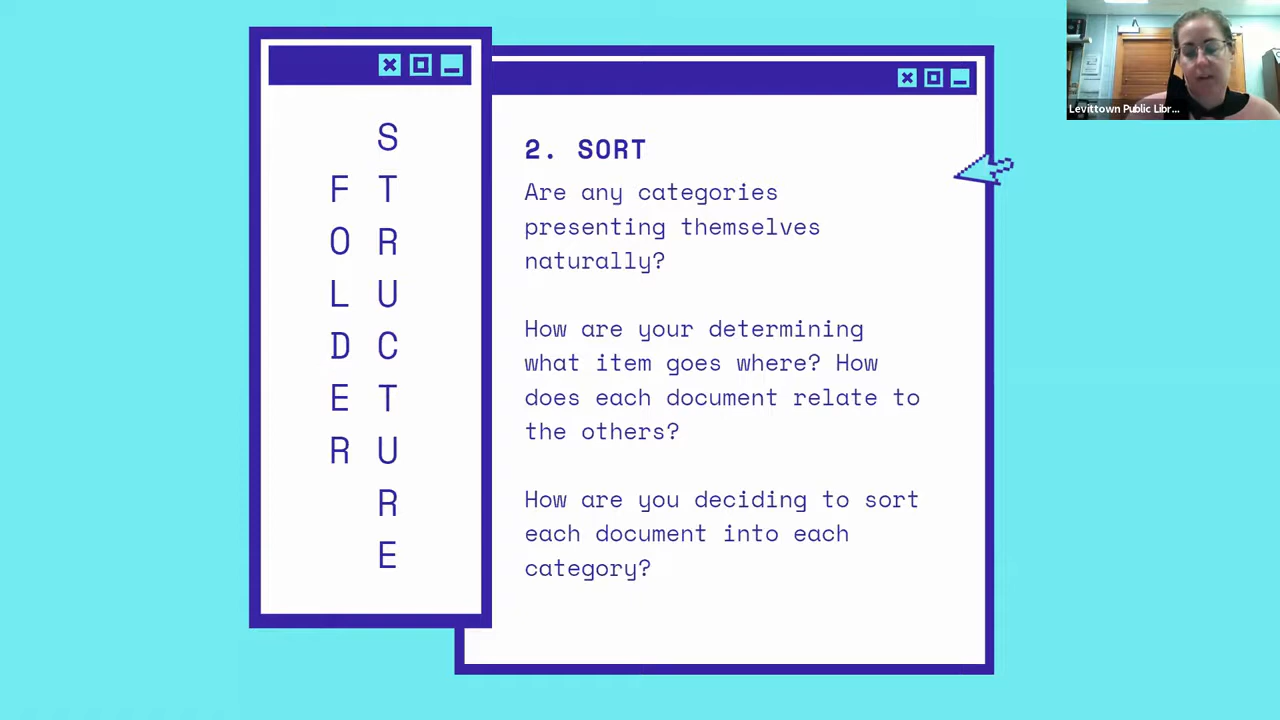 FOLDER
STRUCTURE
2. SORT
Are any categories
presenting themselves
naturally?
How are your determining
what item goes where? How
does each document relate to
the others?
How are you deciding to sort
each document into each
category?
Levittown Public Libr...